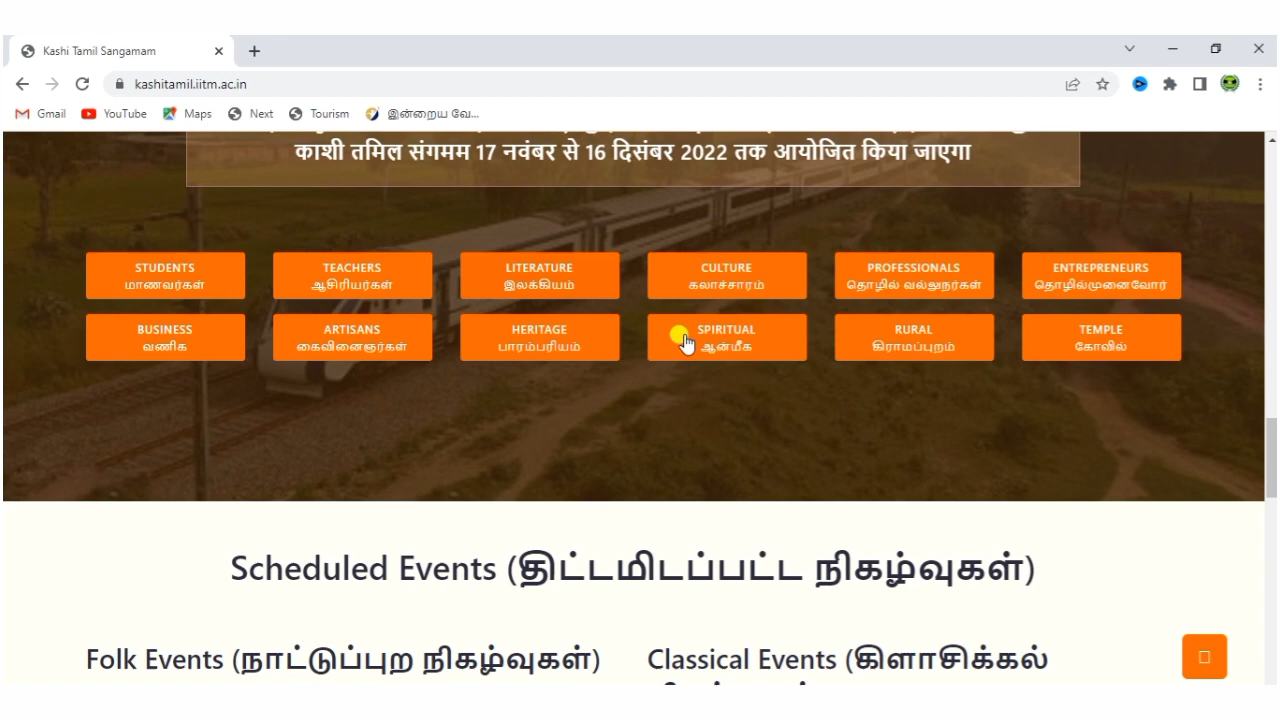 Kashi Tamil Sangamam
kashitamil.iitm.ac.in
Gmail YouTube Maps Next Tourism இன்றைய வே...
काशी तमिल संगमम 17 नवंबर से 16 दिसंबर 2022 तक आयोजित किया जाएगा
STUDENTS TEACHERS LITERATURE CULTURE PROFESSIONALS ENTREPRENEURS
மாணவர்கள் ஆசிரியர்கள் இலக்கியம் கலாச்சாரம் தொழில் வல்லுநர்கள் தொழில்முனைவோர்
BUSINESS ARTISANS HERITAGE SPIRITUAL RURAL TEMPLE
வணிக கைவினைஞர்கள் பாரம்பரியம் ஆன்மீக கிராமப்புறம் கோவில்
Scheduled Events (திட்டமிடப்பட்ட நிகழ்வுகள்)
Folk Events (நாட்டுப்புற நிகழ்வுகள்) Classical Events (கிளாசிக்கல்